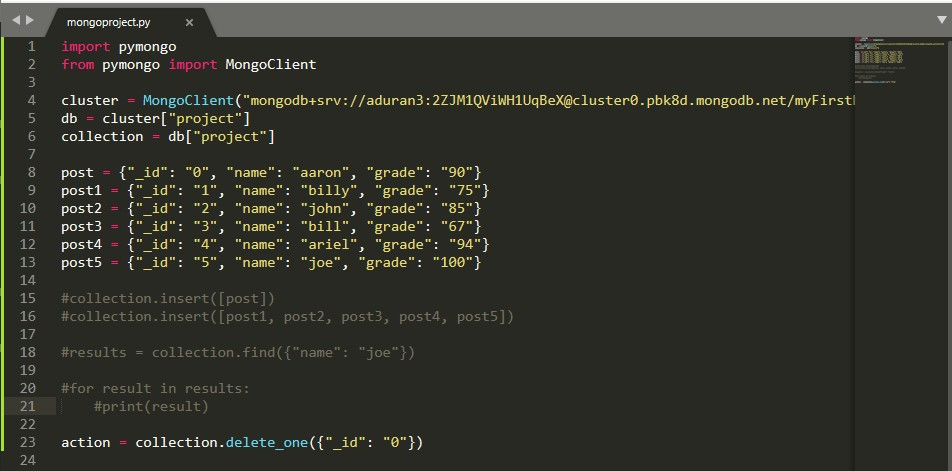 mongoproject.py ×
1 import pymongo
2 from pymongo import MongoClient
3
4 cluster = MongoClient("mongodb+srv://aduran3:2ZJM1QViWH1UqBeX@cluster0.pbk8d.mongodb.net/myFirst
5 db = cluster["project"]
6 collection = db["project"]
7
8 post = {"_id": "0", "name": "aaron", "grade": "90"}
9 post1 = {"_id": "1", "name": "billy", "grade": "75"}
10 post2 = {"_id": "2", "name": "john", "grade": "85"}
11 post3 = {"_id": "3", "name": "bill", "grade": "67"}
12 post4 = {"_id": "4", "name": "ariel", "grade": "94"}
13 post5 = {"_id": "5", "name": "joe", "grade": "100"}
14
15 #collection.insert([post])
16 #collection.insert([post1, post2, post3, post4, post5])
17
18 #results = collection.find({"name": "joe"})
19
20 #for result in results:
21     #print(result)
22
23 action = collection.delete_one({"_id": "0"})
24